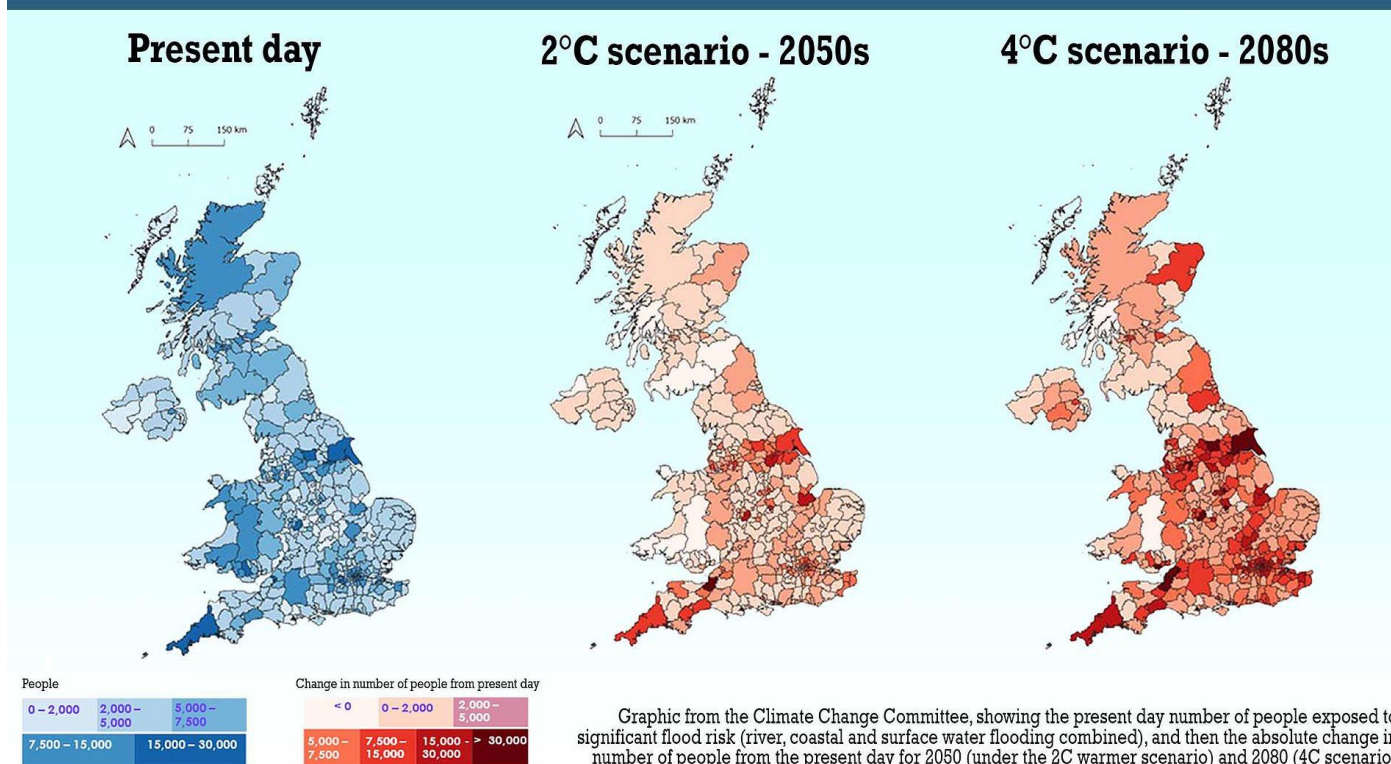 Present day
2°C scenario - 2050s
4°C scenario - 2080s
0 75 150 km
0 75 150 km
People
0 – 2,000
2,000 –
5,000
5,000 –
7,500
7,500 – 15,000
15,000 – 30,000
Change in number of people from present day
< 0
0 – 2,000
2,000 –
5,000
5,000 –
7,500
7,500 –
15,000
15,000 -
30,000
> 30,000
Graphic from the Climate Change Committee, showing the present day number of people exposed to
significant flood risk (river, coastal and surface water flooding combined), and then the absolute change in
number of people from the present day for 2050 (under the 2C warmer scenario) and 2080 (4C scenario)